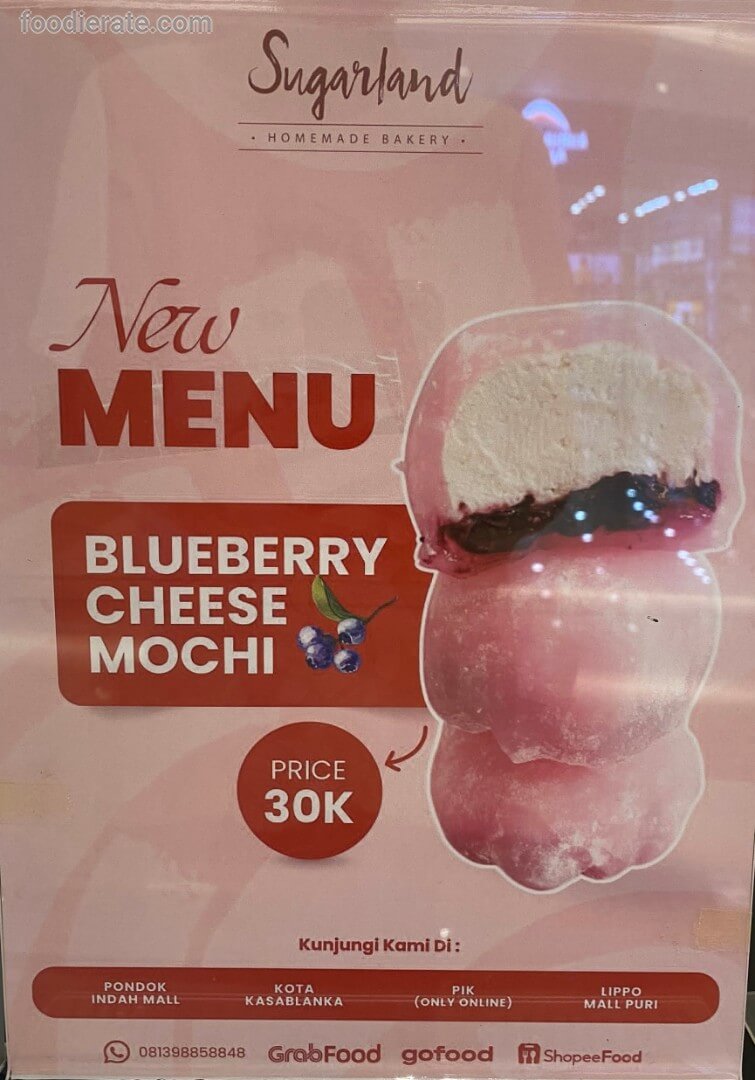 foodierate.com
Sugarland
• HOMEMADE BAKERY •
New
MENU
BLUEBERRY
CHEESE
MOCHI
PRICE
30K
Kunjungi Kami Di :
PONDOK
INDAH MALL
KOTA
KASABLANKA
PIK
(ONLY ONLINE)
LIPPO
MALL PURI
081398858848 GrabFood gofood ShopeeFood